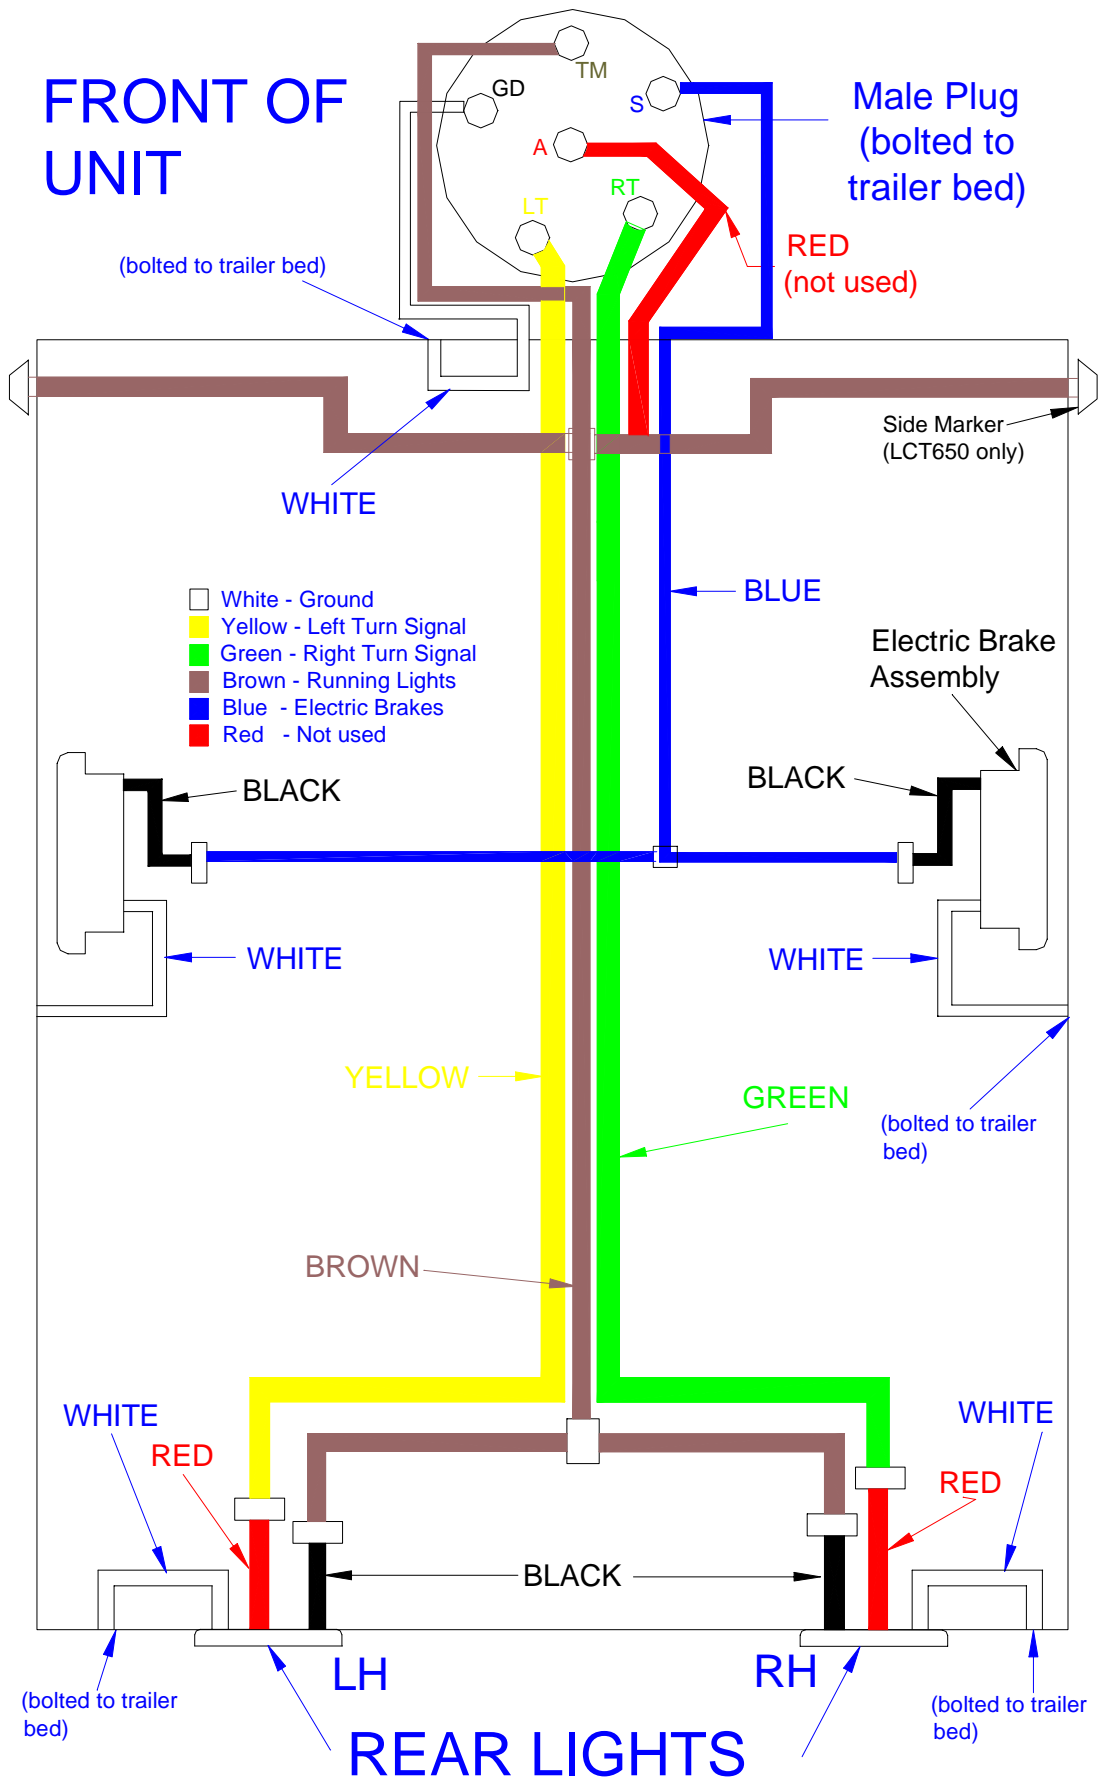 FRONT OF
UNIT
TM
GD
S
A
RT
LT
Male Plug
(bolted to
trailer bed)
RED
(not used)
(bolted to trailer bed)
Side Marker
(LCT650 only)
WHITE
BLUE
White - Ground
Yellow - Left Turn Signal
Green - Right Turn Signal
Brown - Running Lights
Blue - Electric Brakes
Red - Not used
Electric Brake
Assembly
BLACK
BLACK
WHITE
WHITE
YELLOW
GREEN
(bolted to trailer
bed)
BROWN
WHITE
RED
WHITE
RED
BLACK
LH
RH
(bolted to trailer
bed)
(bolted to trailer
bed)
REAR LIGHTS